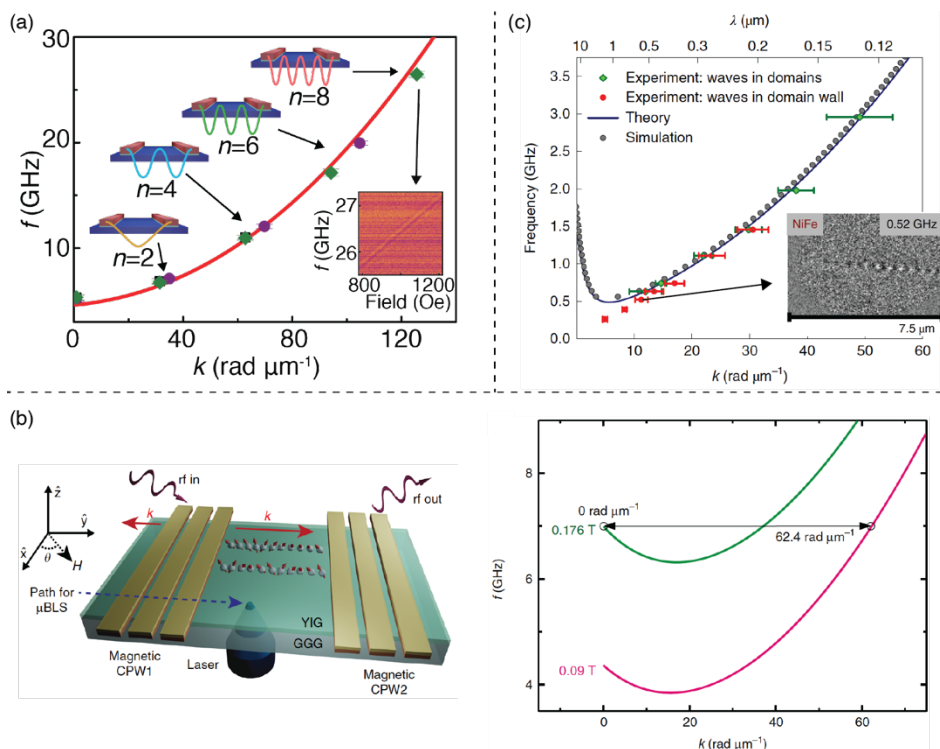 (a)
30
25
20
15
10
5
f (GHz)
n=8
n=6
n=4
n=2
27
26
f (GHz)
800
1200
Field (Oe)
0
40
80
120
k (rad μm⁻¹)
(c)
λ (μm)
10 1 0.5 0.3 0.2 0.15 0.12
3.5
3.0
2.5
2.0
1.5
1.0
0.5
0.0
Frequency (GHz)
Experiment: waves in domains
Experiment: waves in domain wall
Theory
Simulation
NiFe
0.52 GHz
7.5 μm
10 20 30 40 50 60
k (rad μm⁻¹)
(b)
rf in
rf out
ẑ
ŷ
x̂
θ
H
k
k
Path for
μBLS
YIG
GGG
Magnetic
CPW1
Laser
Magnetic
CPW2
8
6
4
f (GHz)
0 rad μm⁻¹
62.4 rad μm⁻¹
0.176 T
0.09 T
0 20 40 60
k (rad μm⁻¹)